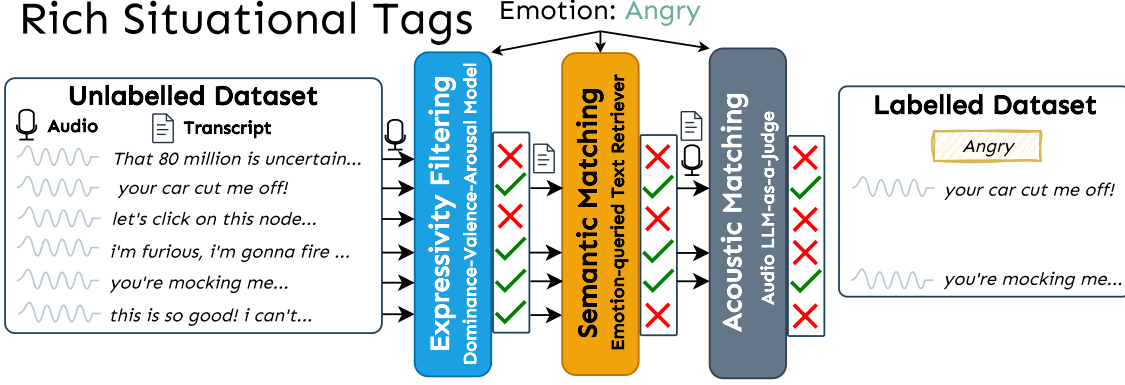 Rich Situational Tags
Emotion: Angry
Unlabelled Dataset
Audio
Transcript
That 80 million is uncertain...
your car cut me off!
let's click on this node...
i'm furious, i'm gonna fire ...
you're mocking me...
this is so good! i can't...
Expressivity Filtering
Dominance-Valence-Arousal Model
Semantic Matching
Emotion-queried Text Retriever
Acoustic Matching
Audio LLM-as-a-Judge
Labelled Dataset
Angry
your car cut me off!
you're mocking me...